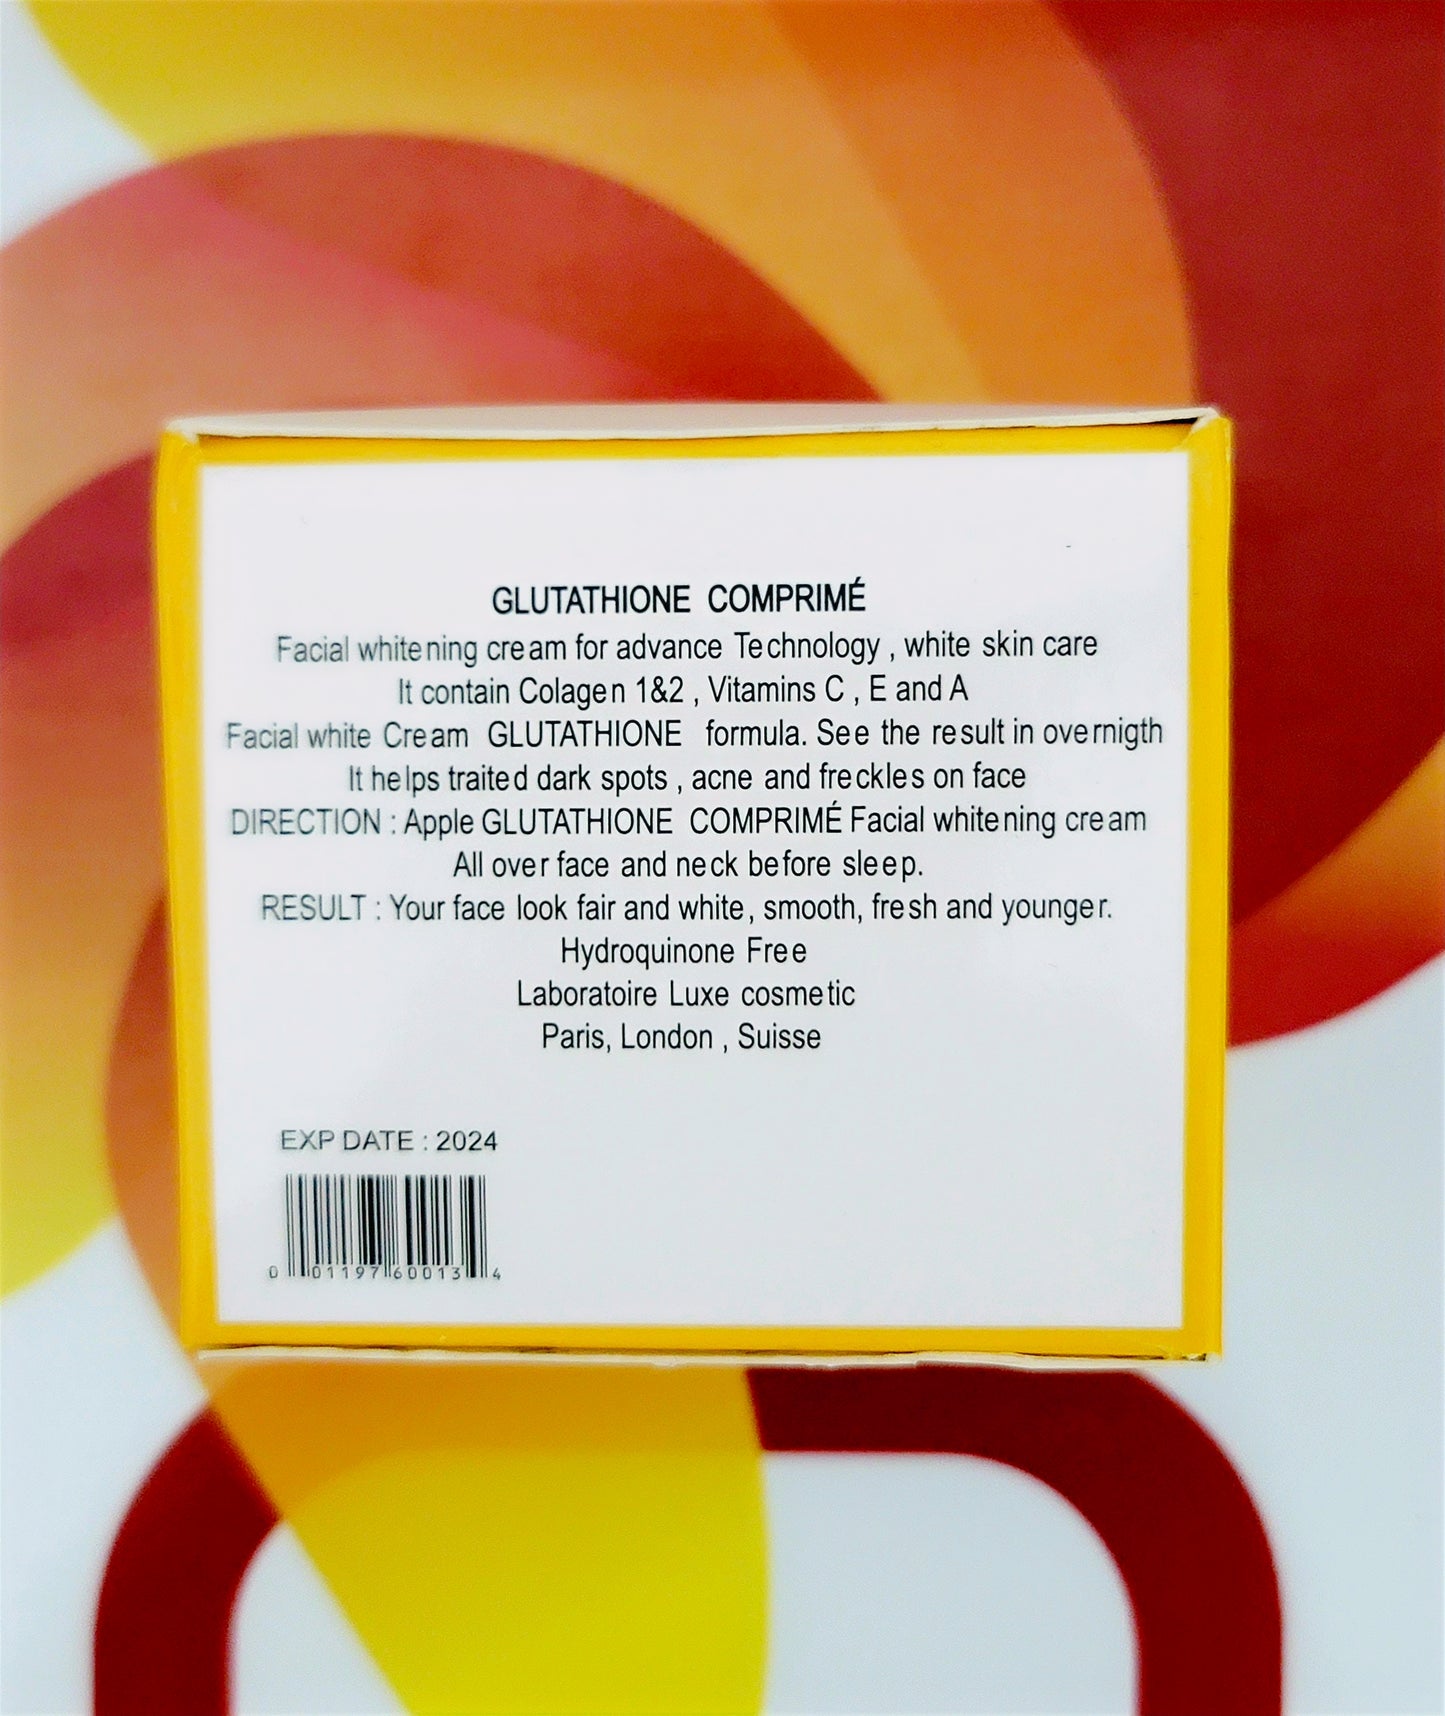 GLUTATHIONE COMPRIMÉ
Facial whitening cream for advance Technology , white skin care
It contain Colagen 1&2 , Vitamins C , E and A
Facial white Cream GLUTATHIONE formula. See the result in overnigth
It helps traited dark spots , acne and freckles on face
DIRECTION : Apple GLUTATHIONE COMPRIMÉ Facial whitening cream
All over face and neck before sleep.
RESULT : Your face look fair and white, smooth, fresh and younger.
Hydroquinone Free
Laboratoire Luxe cosmetic
Paris, London , Suisse
EXP DATE : 2024
0 01197 60013 4